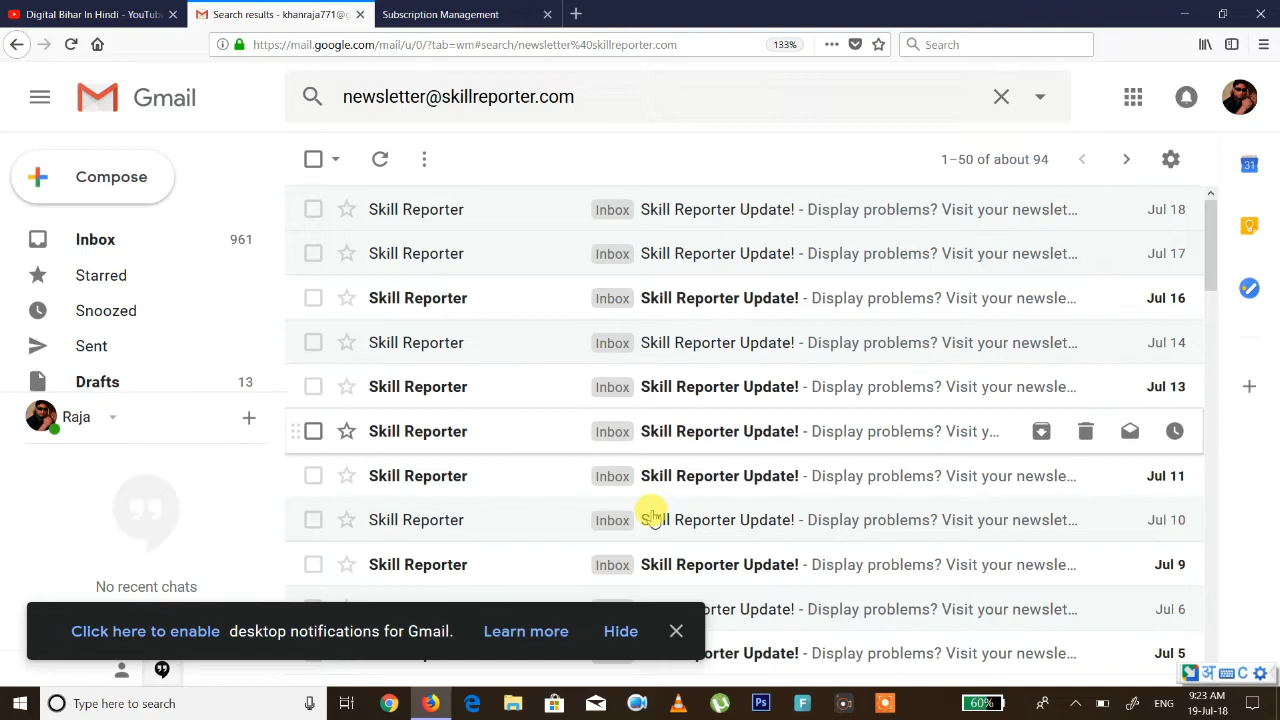 Digital Bihar In Hindi - YouTub
Search results - khanraja771@g
Subscription Management
https://mail.google.com/mail/u/0/?tab=wm#search/newsletter%40skillreporter.com
133%
Search
Gmail
newsletter@skillreporter.com
Compose
1–50 of about 94
Inbox 961
Starred
Snoozed
Sent
Drafts 13
Raja
No recent chats
Skill Reporter Inbox Skill Reporter Update! - Display problems? Visit your newslet... Jul 18
Skill Reporter Inbox Skill Reporter Update! - Display problems? Visit your newslet... Jul 17
Skill Reporter Inbox Skill Reporter Update! - Display problems? Visit your newsle... Jul 16
Skill Reporter Inbox Skill Reporter Update! - Display problems? Visit your newslet... Jul 14
Skill Reporter Inbox Skill Reporter Update! - Display problems? Visit your newsle... Jul 13
Skill Reporter Inbox Skill Reporter Update! - Display problems? Visit y...
Skill Reporter Inbox Skill Reporter Update! - Display problems? Visit your newsle... Jul 11
Skill Reporter Inbox Skill Reporter Update! - Display problems? Visit your newslet... Jul 10
Skill Reporter Inbox Skill Reporter Update! - Display problems? Visit your newsle... Jul 9
porter Update! - Display problems? Visit your newslet... Jul 6
porter Update! - Display problems? Visit your newsle... Jul 5
31
Click here to enable desktop notifications for Gmail. Learn more Hide
अ C
Type here to search
Ps
F
60%
ENG
9:23 AM
19-Jul-18